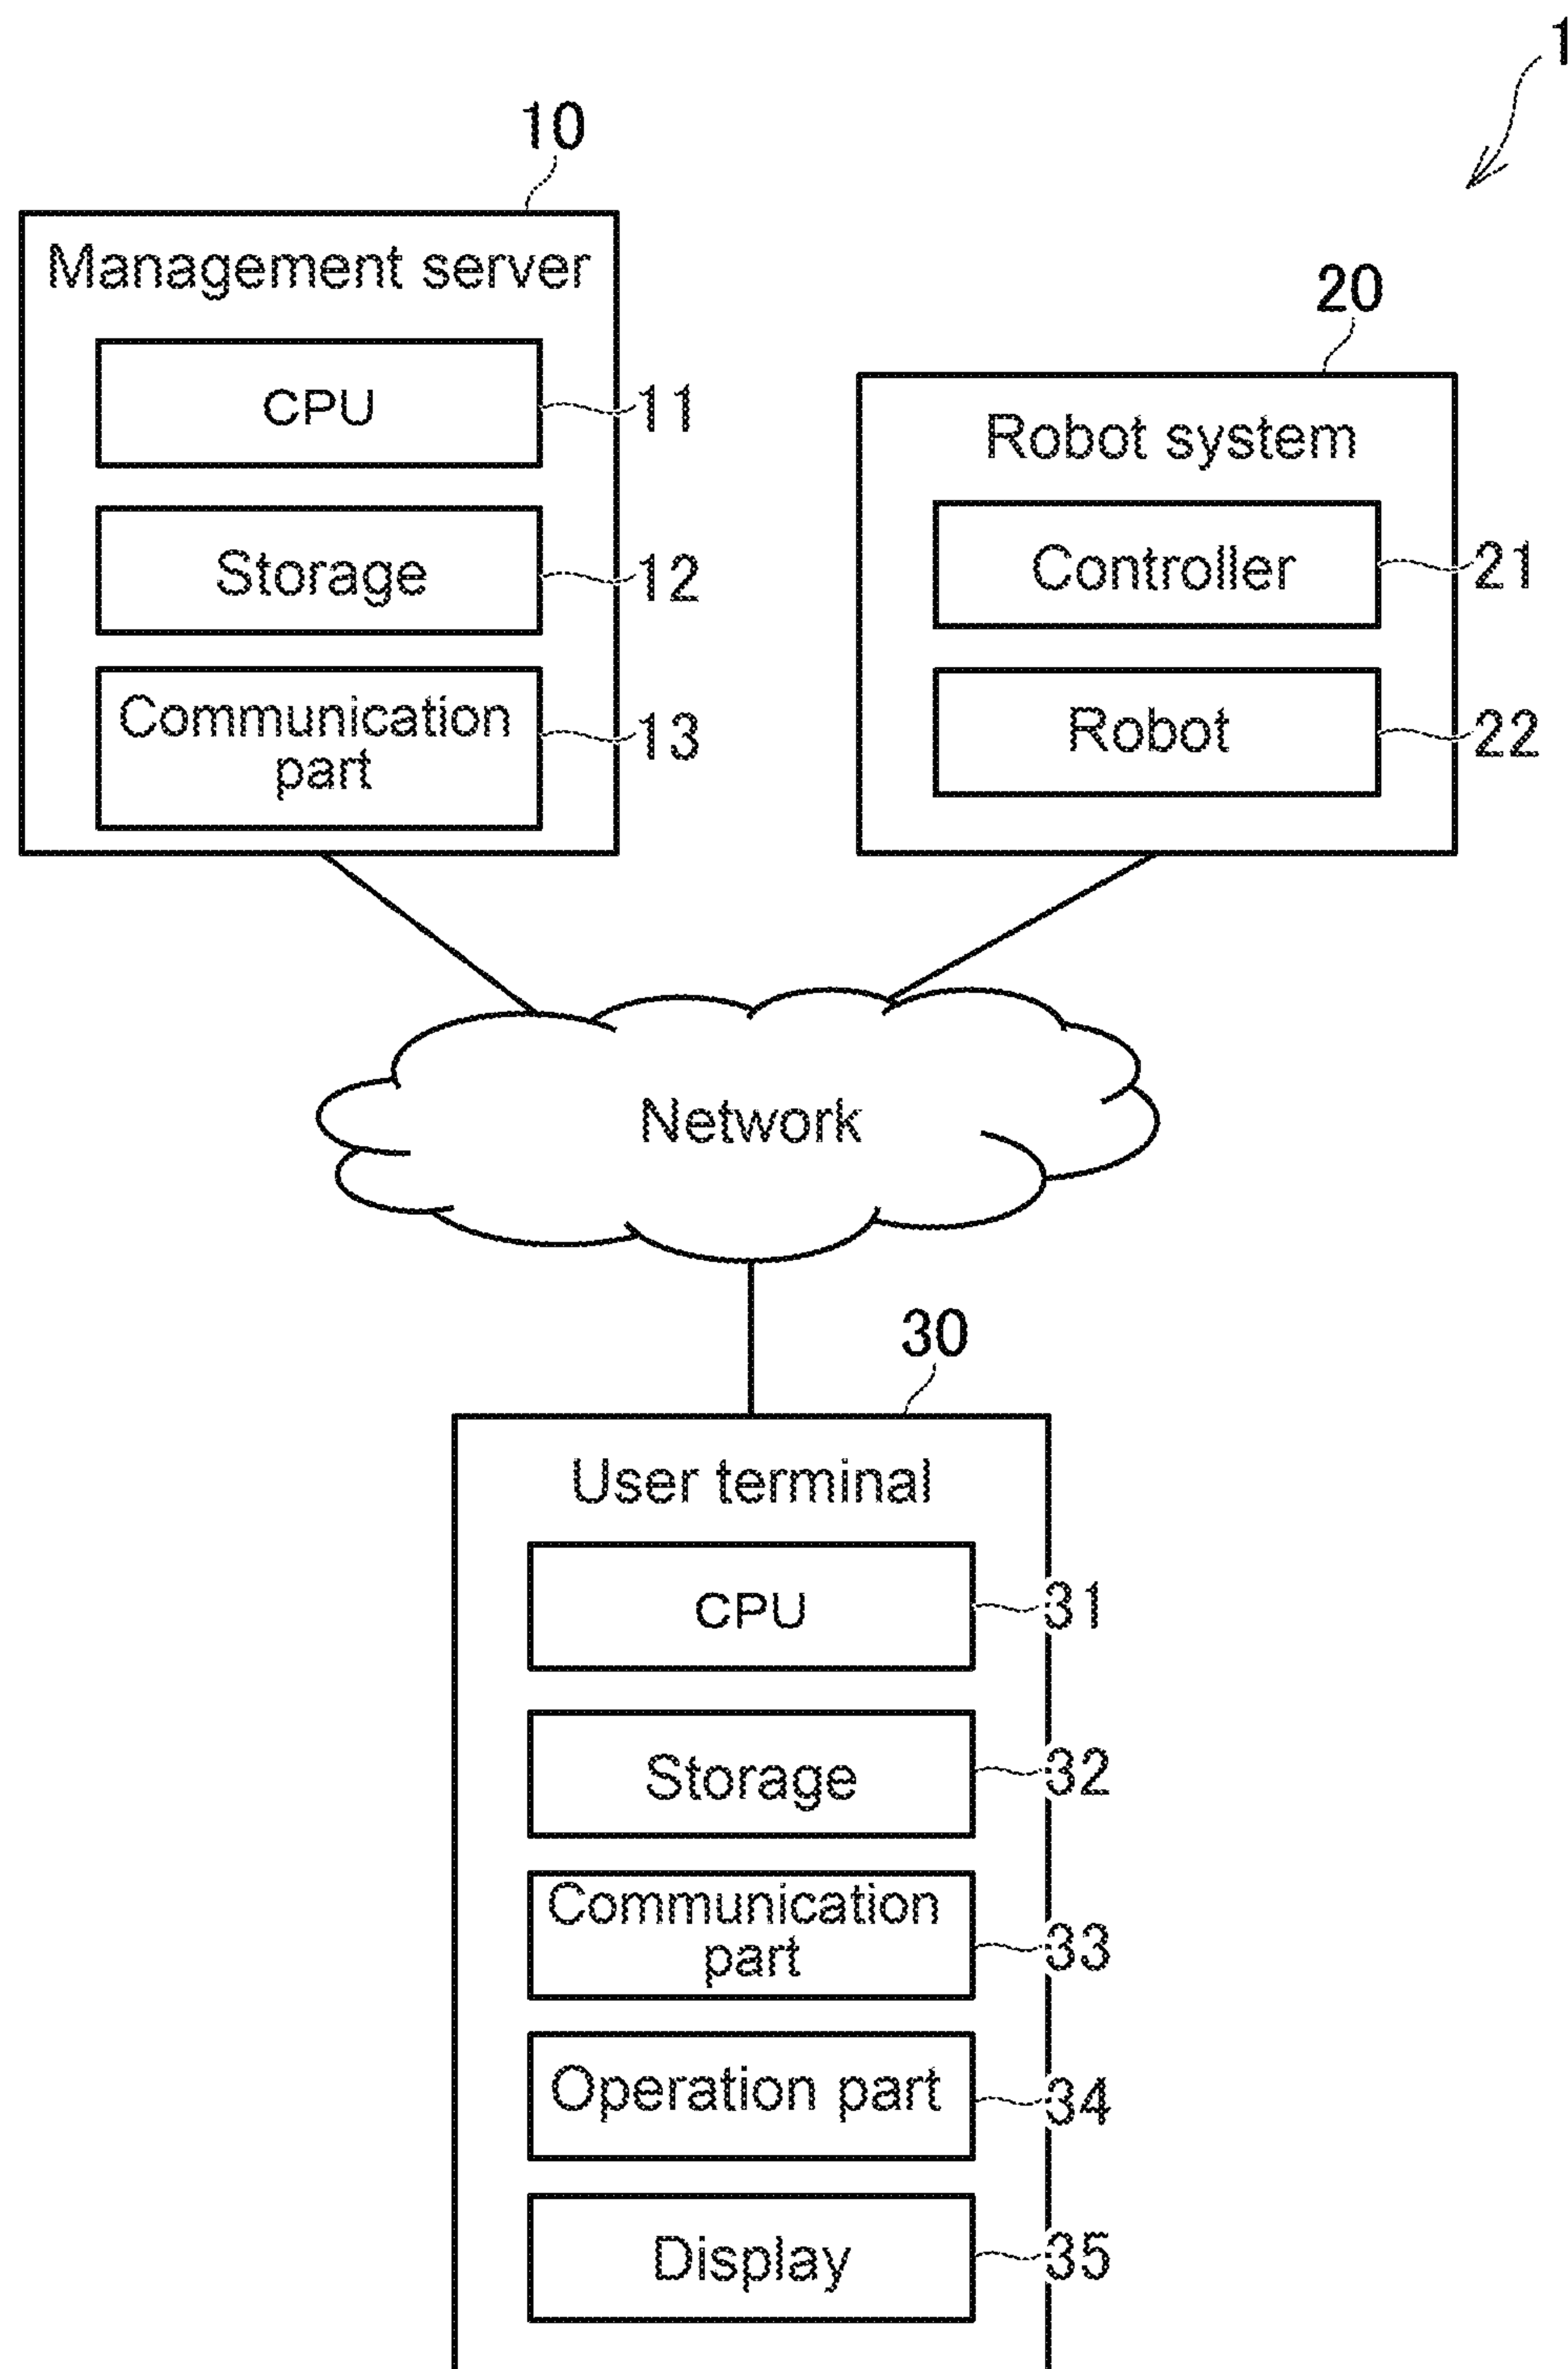 1
10
Management server
CPU
11
Storage
12
Communication
part
13
20
Robot system
Controller
21
Robot
22
Network
30
User terminal
CPU
31
Storage
32
Communication
part
33
Operation part
34
Display
35